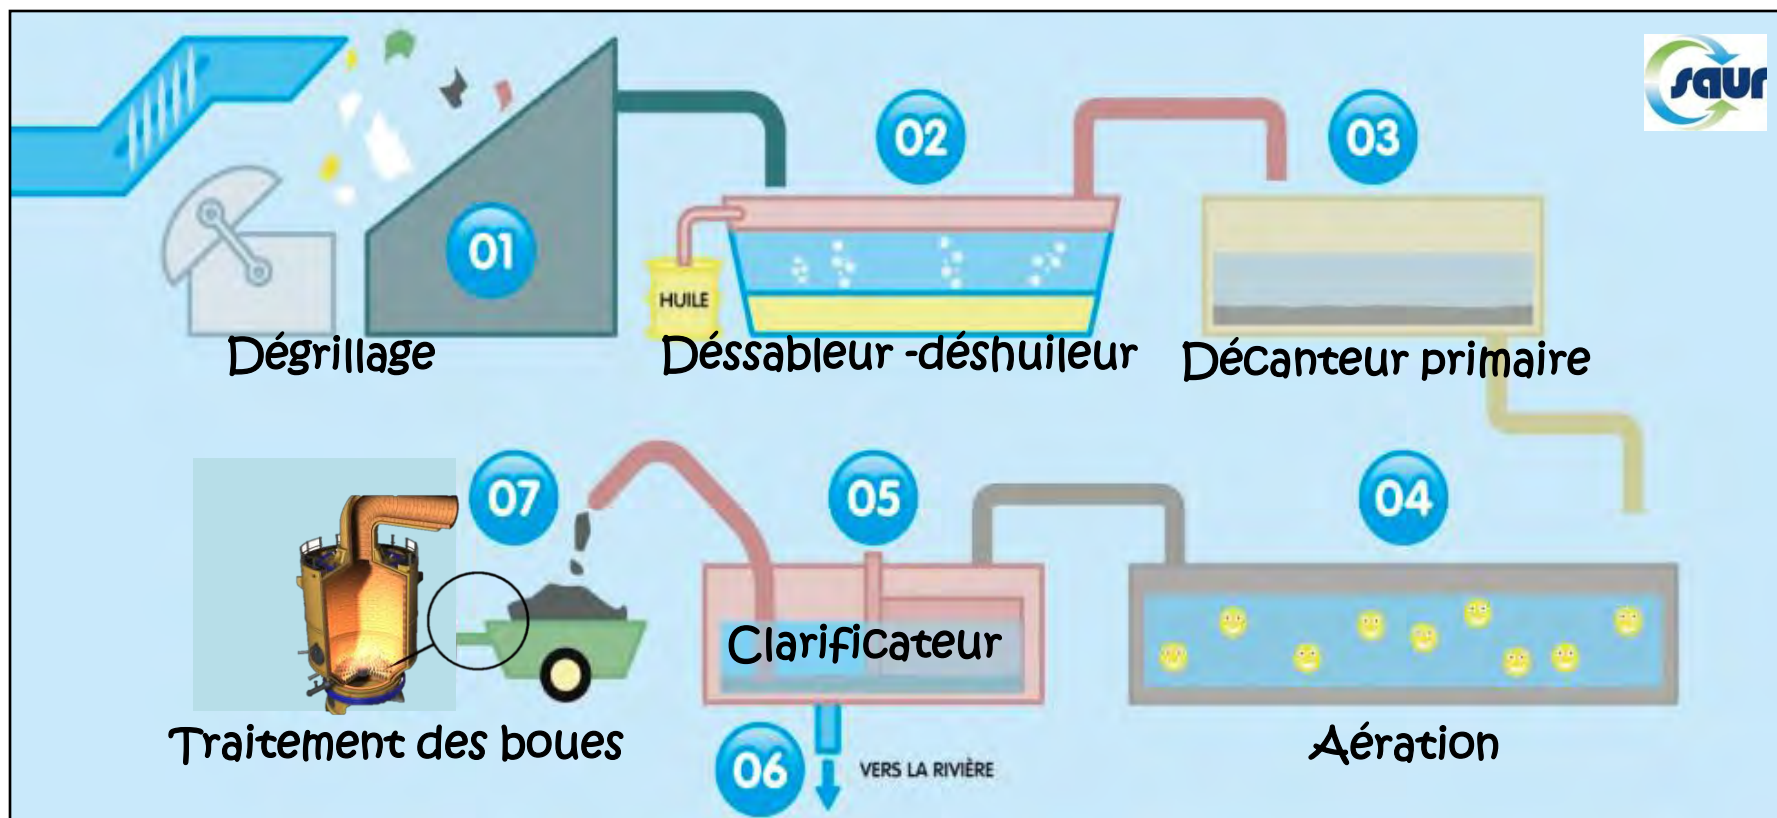 saur
01
02
03
HUILE
Dégrillage
Déssableur -déshuileur
Décanteur primaire
07
05
04
Clarificateur
Traitement des boues
Aération
06
VERS LA RIVIÈRE